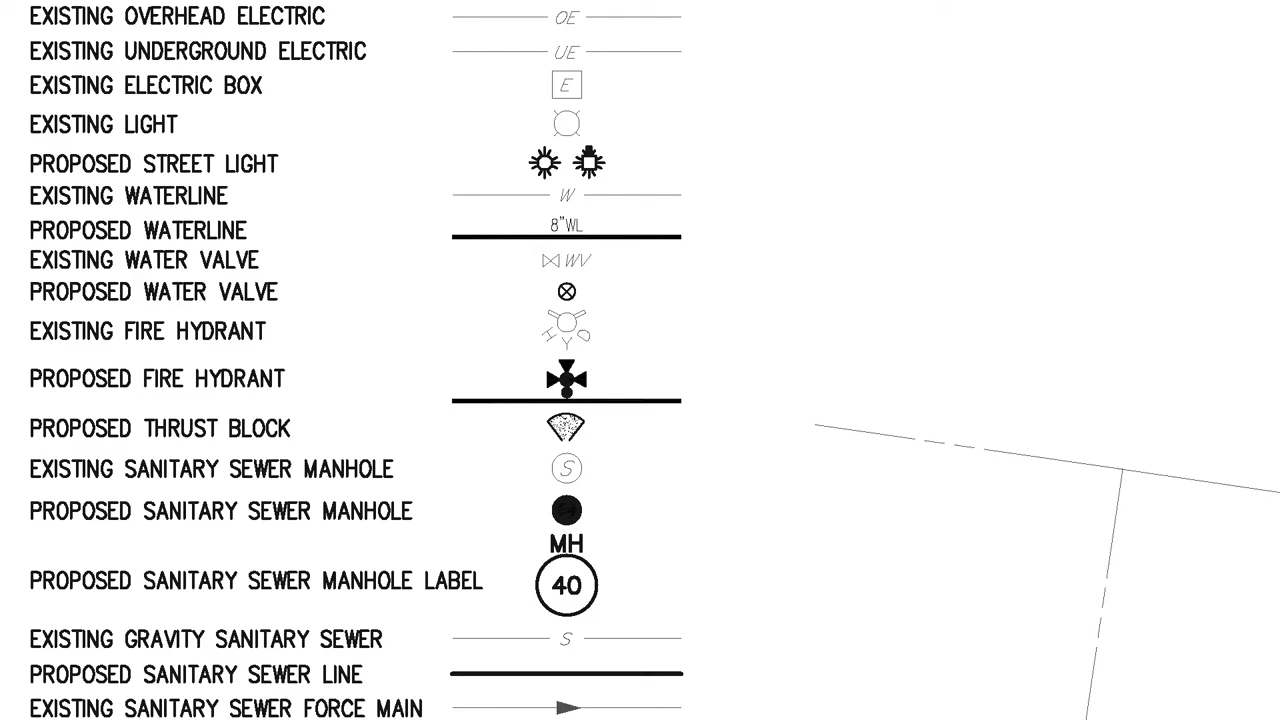 EXISTING OVERHEAD ELECTRIC OE
EXISTING UNDERGROUND ELECTRIC UE
EXISTING ELECTRIC BOX E
EXISTING LIGHT
PROPOSED STREET LIGHT
EXISTING WATERLINE W
PROPOSED WATERLINE 8"WL
EXISTING WATER VALVE WV
PROPOSED WATER VALVE
EXISTING FIRE HYDRANT HYD
PROPOSED FIRE HYDRANT
PROPOSED THRUST BLOCK
EXISTING SANITARY SEWER MANHOLE S
PROPOSED SANITARY SEWER MANHOLE
MH
PROPOSED SANITARY SEWER MANHOLE LABEL 40
EXISTING GRAVITY SANITARY SEWER S
PROPOSED SANITARY SEWER LINE
EXISTING SANITARY SEWER FORCE MAIN